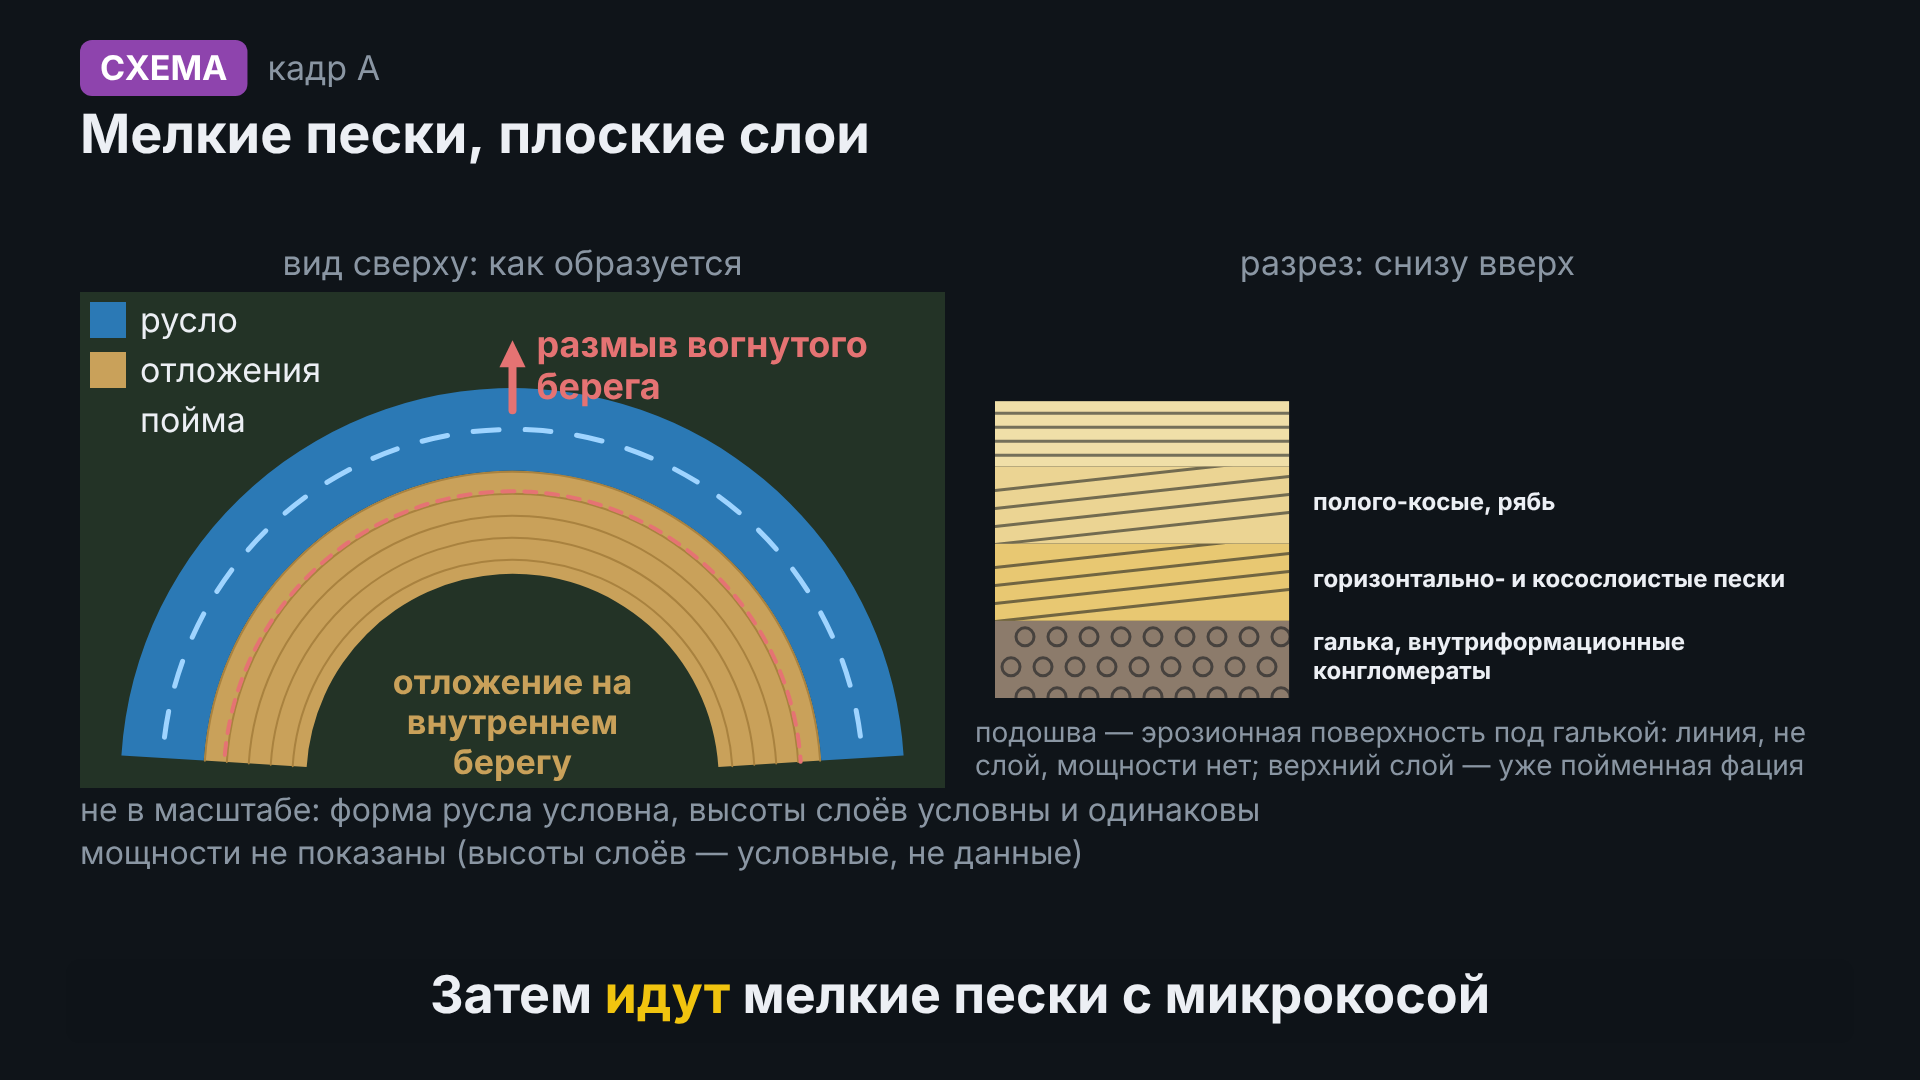 СХЕМА
кадр А
Мелкие пески, плоские слои
вид сверху: как образуется
русло
отложения
пойма
размыв вогнутого
берега
отложение на
внутреннем
берегу
разрез: снизу вверх
полого-косые, рябь
горизонтально- и косослоистые пески
галька, внутриформационные
конгломераты
подошва — эрозионная поверхность под галькой: линия, не
слой, мощности нет; верхний слой — уже пойменная фация
не в масштабе: форма русла условна, высоты слоёв условны и одинаковы
мощности не показаны (высоты слоёв — условные, не данные)
Затем идут мелкие пески с микрокосой